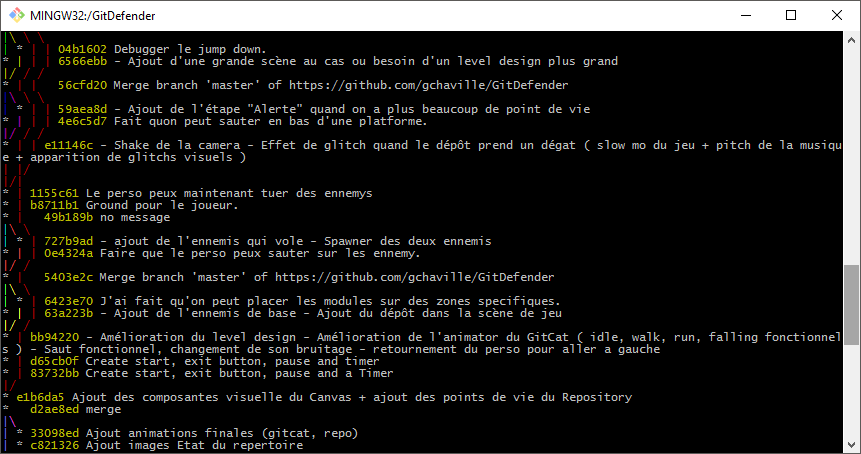 MINGW32:/GitDefender
|\ \ \
| * | | 04b1602 Debugger le jump down.
* | | | 6566ebb - Ajout d'une grande scène au cas ou besoin d'un level design plus grand
|/ / /
* | |   56cfd20 Merge branch 'master' of https://github.com/gchaville/GitDefender
|\ \ \
| * | | 59aea8d - Ajout de l'étape "Alerte" quand on a plus beaucoup de point de vie
* | | | 4e6c5d7 Fait quon peut sauter en bas d'une platforme.
|/ / /
* | | e11146c - Shake de la camera - Effet de glitch quand le dépôt prend un dégat ( slow mo du jeu + pitch de la musiqu
e + apparition de glitchs visuels )
| |/
|/|
* | 1155c61 Le perso peux maintenant tuer des ennemys
* | b8711b1 Ground pour le joueur.
* |   49b189b no message
|\ \
| * | 727b9ad - ajout de l'ennemis qui vole - Spawner des deux ennemis
* | | 0e4324a Faire que le perso peux sauter sur les ennemy.
|/ /
* |   5403e2c Merge branch 'master' of https://github.com/gchaville/GitDefender
|\ \
| * | 6423e70 J'ai fait qu'on peut placer les modules sur des zones specifiques.
* | | 63a223b - Ajout de l'ennemis de base - Ajout du dépôt dans la scène de jeu
|/ /
* | bb94220 - Amélioration du level design - Amélioration de l'animator du GitCat ( idle, walk, run, falling fonctionnel
s ) - Saut fonctionnel, changement de son bruitage - retournement du perso pour aller a gauche
* | d65cb0f Create start, exit button, pause and timer
* | 83732bb Create start, exit button, pause and a Timer
|/
* e1b6da5 Ajout des composantes visuelle du Canvas + ajout des points de vie du Repository
*   d2ae8ed merge
|\
| * 33098ed Ajout animations finales (gitcat, repo)
| * c821326 Ajout images Etat du repertoire